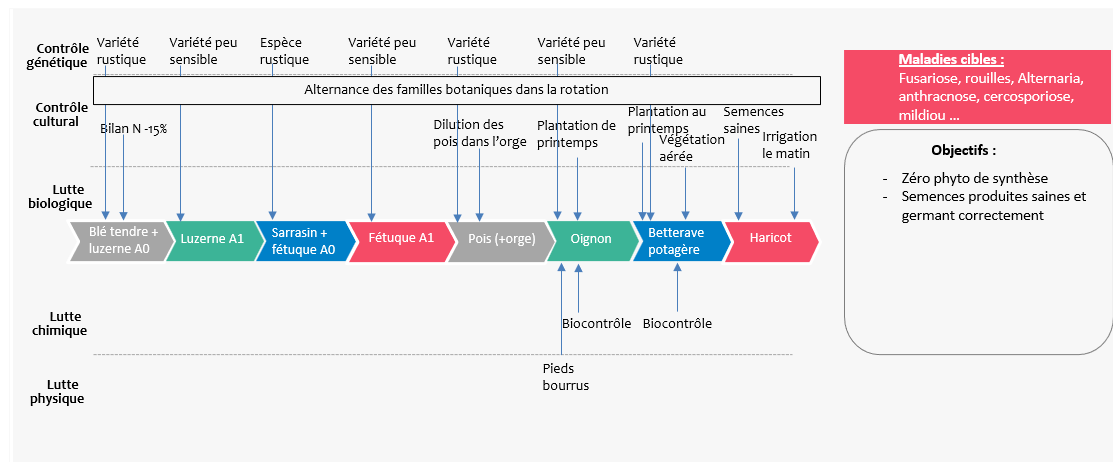 Contrôle
génétique
Variété
rustique
Variété peu
sensible
Espèce
rustique
Variété peu
sensible
Variété
rustique
Variété peu
sensible
Variété
rustique
Alternance des familles botaniques dans la rotation
Contrôle
cultural
Bilan N -15%
Dilution des
pois dans l'orge
Plantation de
printemps
Plantation au
printemps
Végétation
aérée
Semences
saines
Irrigation
le matin
Lutte
biologique
Blé tendre +
luzerne A0
Luzerne A1
Sarrasin +
fétuque A0
Fétuque A1
Pois (+orge)
Oignon
Betterave
potagère
Haricot
Lutte
chimique
Biocontrôle
Biocontrôle
Lutte
physique
Pieds
bourrus
Maladies cibles :
Fusariose, rouilles, Alternaria,
anthracnose, cercosporiose,
mildiou ...
Objectifs :
- Zéro phyto de synthèse
- Semences produites saines et
germant correctement